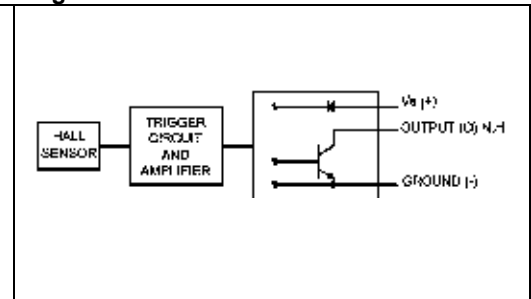 HALL
SENSOR
TRIGGER
CIRCUIT
AND
AMPLIFIER
Vs (+)
OUTPUT (O)
GROUND (-)